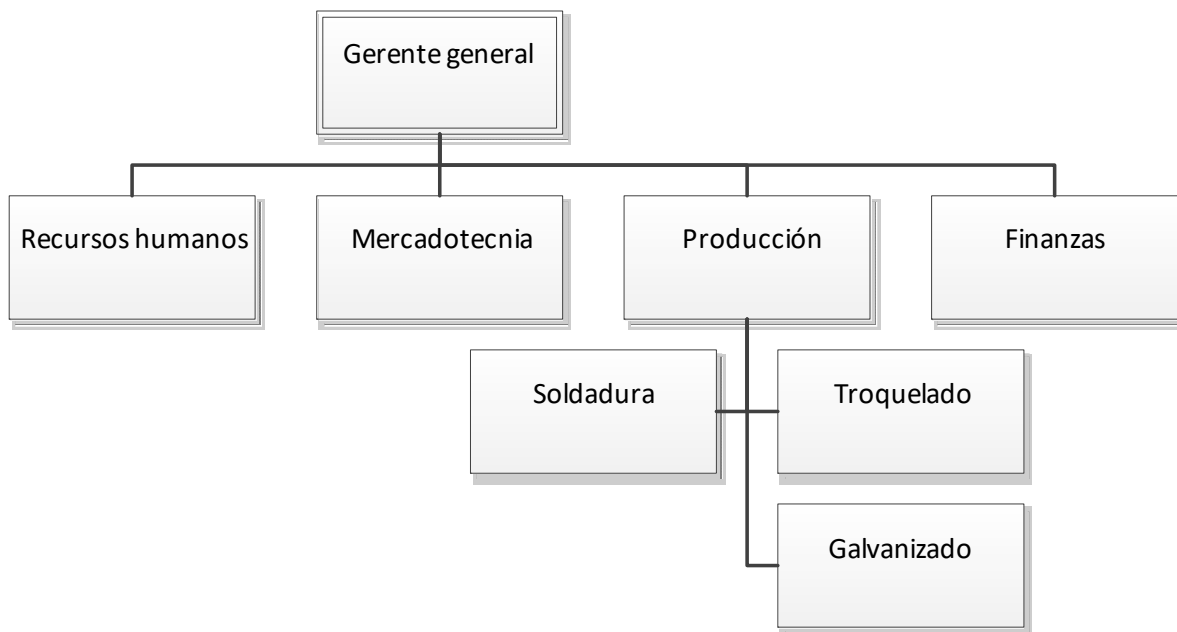 Gerente general
Recursos humanos
Mercadotecnia
Producción
Finanzas
Soldadura
Troquelado
Galvanizado